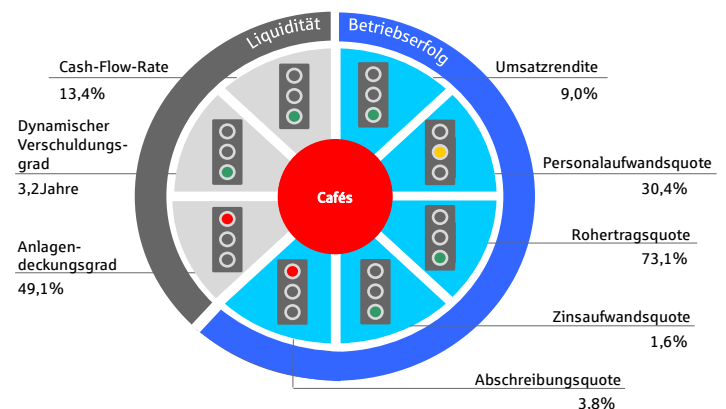 Liquidität
Betriebserfolg
Cash-Flow-Rate
13,4%
Umsatzrendite
9,0%
Dynamischer
Verschuldungs-
grad
3,2Jahre
Personalaufwandsquote
30,4%
Cafés
Anlagen-
deckungsgrad
49,1%
Rohertragsquote
73,1%
Zinsaufwandsquote
1,6%
Abschreibungsquote
3,8%